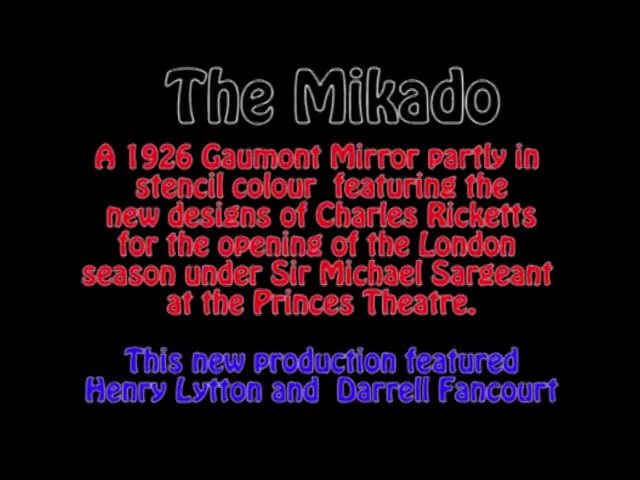 The Mikado
A 1926 Gaumont Mirror partly in
stencil colour featuring the
new designs of Charles Ricketts
for the opening of the London
season under Sir Michael Sargeant
at the Princes Theatre.
This new production featured
Henry Lytton and Darrell Fancourt